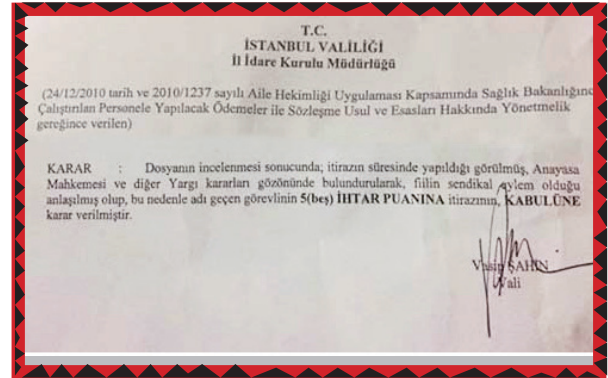 T.C.
İSTANBUL VALİLİĞİ
İl İdare Kurulu Müdürlüğü
(24/12/2010 tarih ve 2010/1237 sayılı Aile Hekimliği Uygulaması Kapsamında Sağlık Bakanlığınc
Çalıştırılan Personele Yapılacak Ödemeler ile Sözleşme Usul ve Esasları Hakkında Yönetmelik
gereğince verilen)
KARAR : Dosyanın incelenmesi sonucunda; itirazın süresinde yapıldığı görülmüş, Anayasa
Mahkemesi ve diğer Yargı kararları gözönünde bulundurularak, fiilin sendikal eylem olduğu
anlaşılmış olup, bu nedenle adı geçen görevlinin 5(beş) İHTAR PUANINA itirazının, KABULÜNE
karar verilmiştir.
Vasip ŞAHİN
Vali